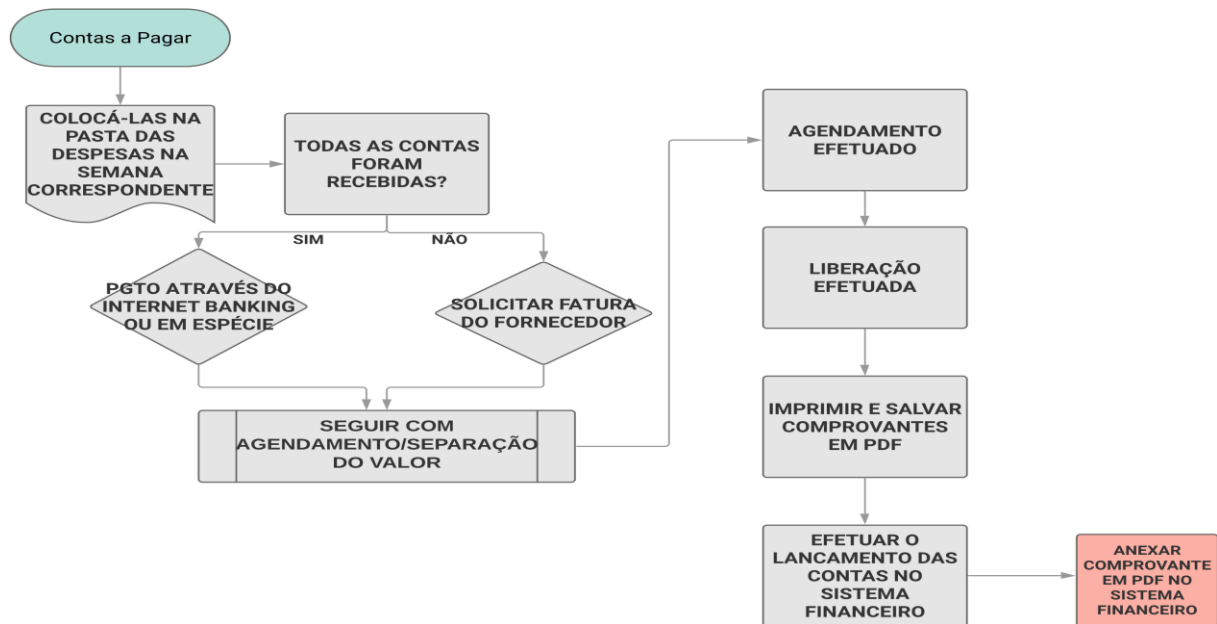 Contas a Pagar
COLOCÁ-LAS NA
PASTA DAS
DESPESAS NA
SEMANA
CORRESPONDENTE
TODAS AS CONTAS
FORAM
RECEBIDAS?
SIM
NÃO
PGTO ATRAVÉS DO
INTERNET BANKING
OU EM ESPÉCIE
SOLICITAR FATURA
DO FORNECEDOR
SEGUIR COM
AGENDAMENTO/SEPARAÇÃO
DO VALOR
AGENDAMENTO
EFETUADO
LIBERAÇÃO
EFETUADA
IMPRIMIR E SALVAR
COMPROVANTES
EM PDF
EFETUAR O
LANCAMENTO DAS
CONTAS NO
SISTEMA
FINANCEIRO
ANEXAR
COMPROVANTE
EM PDF NO
SISTEMA
FINANCEIRO